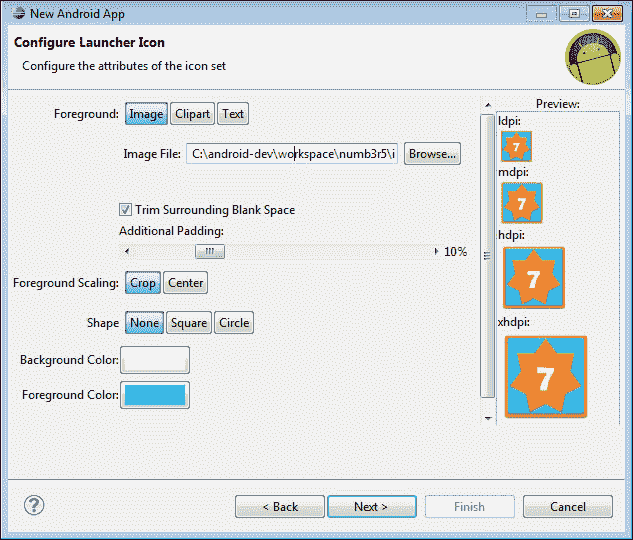 New Android App
Configure Launcher Icon
Configure the attributes of the icon set
Foreground: Image Clipart Text
Image File: C:\android-dev\workspace\numb3r5\i Browse...
Trim Surrounding Blank Space
Additional Padding:
10%
Foreground Scaling: Crop Center
Shape None Square Circle
Background Color:
Foreground Color:
Preview:
ldpi:
7
mdpi:
7
hdpi:
7
xhdpi:
7
? < Back Next > Finish Cancel